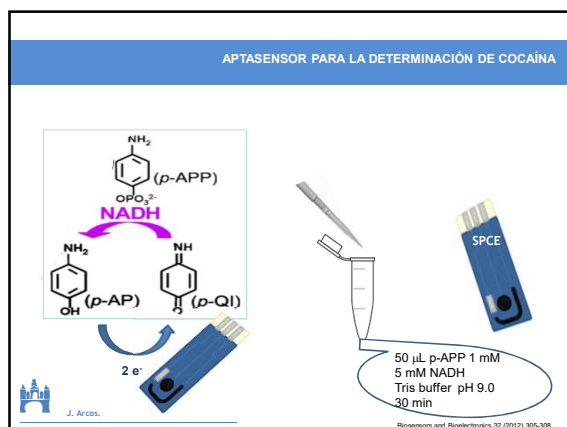 APTASENSOR PARA LA DETERMINACIÓN DE COCAÍNA
NH₂
(p-APP)
OPO₃²⁻
NADH
NH₂
NH
(p-AP)
(p-QI)
OH
O
2 e⁻
SPCE
50 µL p-APP 1 mM
5 mM NADH
Tris buffer pH 9.0
30 min
J. Arcos.
Biosensors and Bioelectronics 32 (2012) 305-308